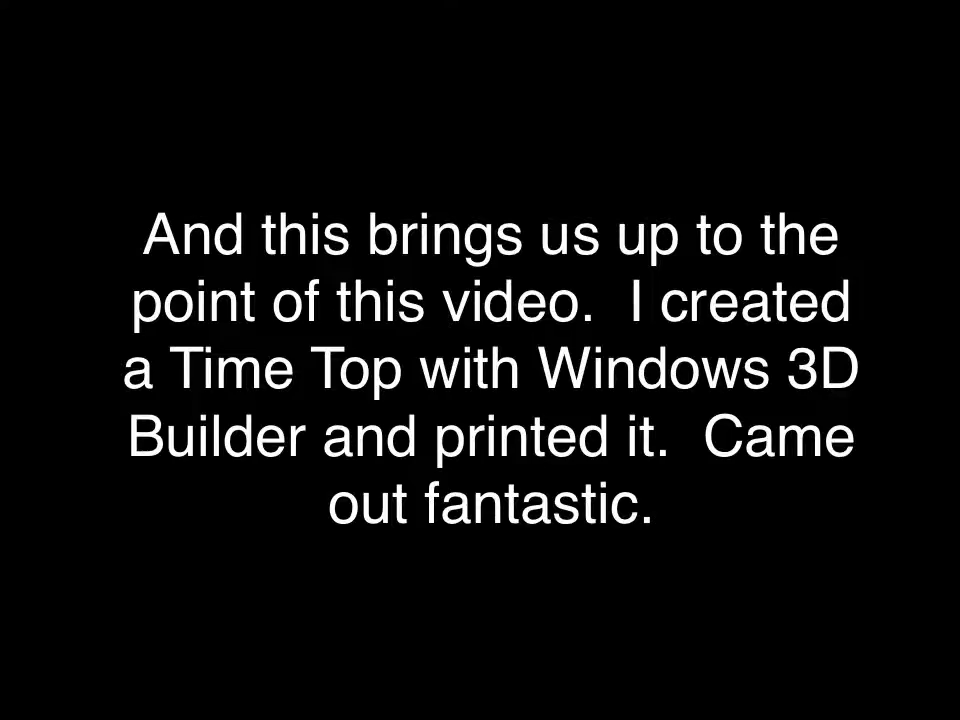 And this brings us up to the
point of this video.  I created
a Time Top with Windows 3D
Builder and printed it.  Came
out fantastic.